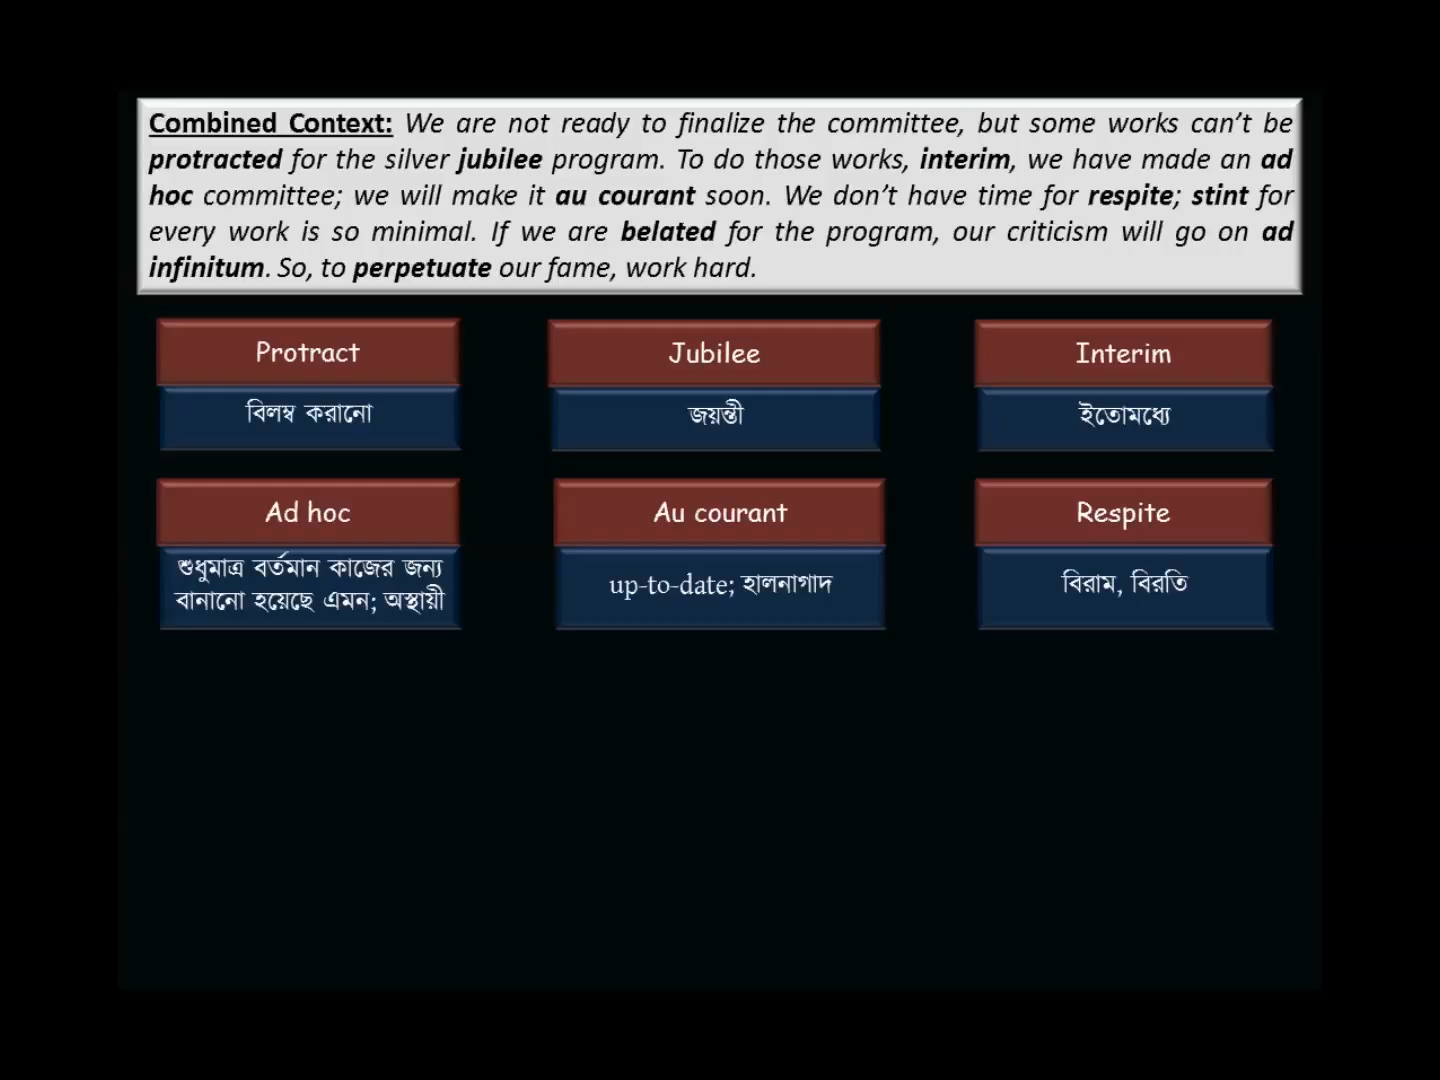 Combined Context: We are not ready to finalize the committee, but some works can't be
protracted for the silver jubilee program. To do those works, interim, we have made an ad
hoc committee; we will make it au courant soon. We don't have time for respite; stint for
every work is so minimal. If we are belated for the program, our criticism will go on ad
infinitum. So, to perpetuate our fame, work hard.
Protract
Jubilee
Interim
বিলম্ব করানো
জয়ন্তী
ইতোমধ্যে
Ad hoc
Au courant
Respite
শুধুমাত্র বর্তমান কাজের জন্য
বানানো হয়েছে এমন; অস্থায়ী
up-to-date; হালনাগাদ
বিরাম, বিরতি